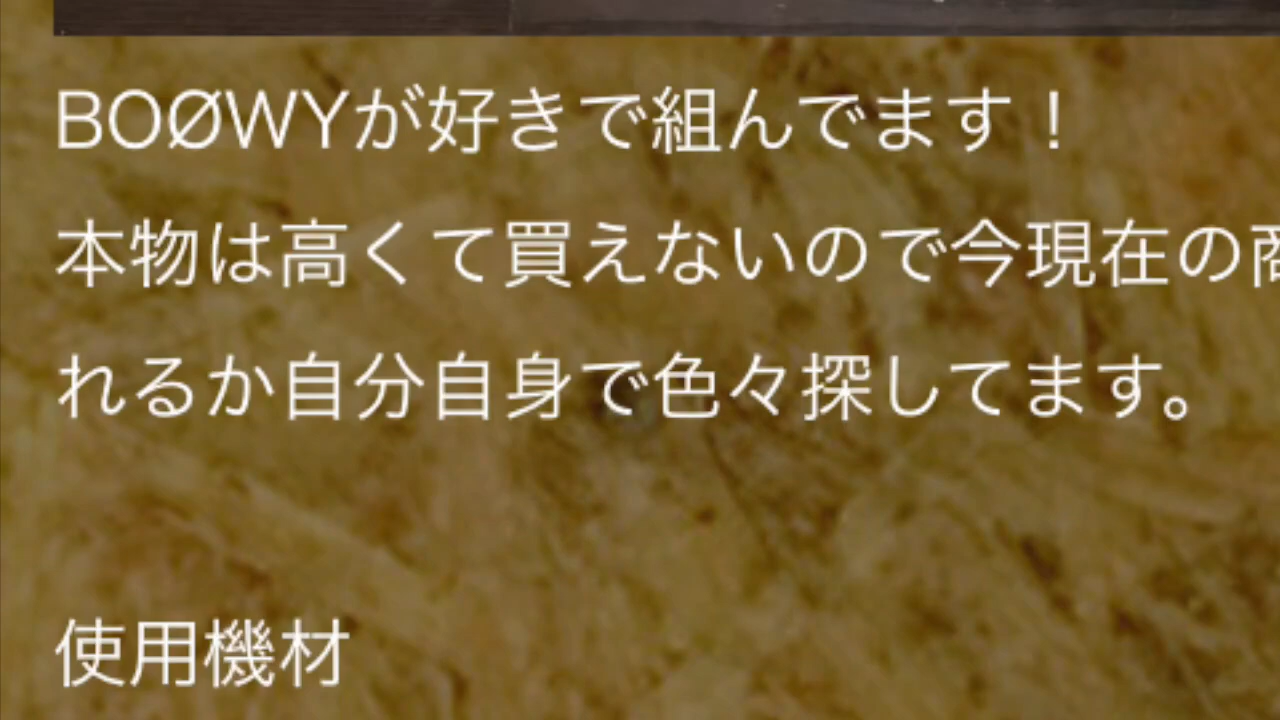 BOØWYが好きで組んでます！
本物は高くて買えないので今現在の
れるか自分自身で色々探してます。
使用機材